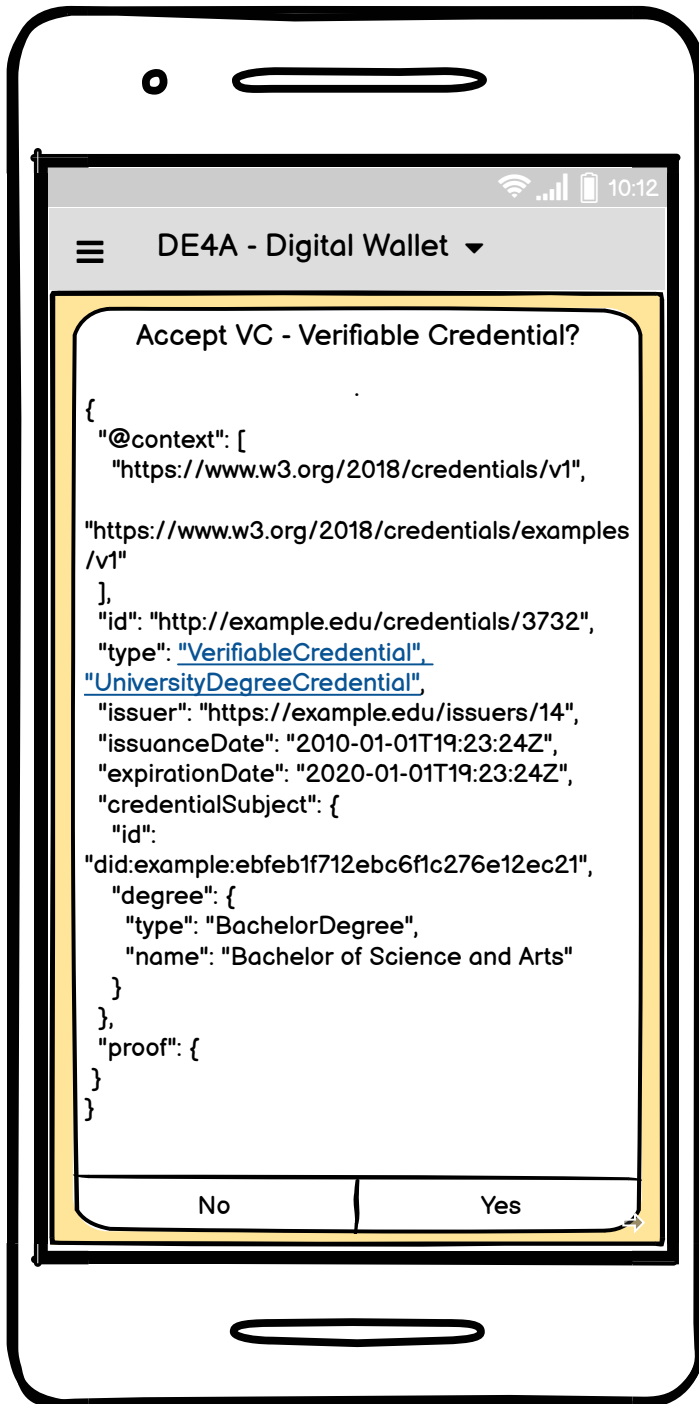 10:12
DE4A - Digital Wallet
Accept VC - Verifiable Credential?
.
{
"@context": [
"https://www.w3.org/2018/credentials/v1",
"https://www.w3.org/2018/credentials/examples
/v1"
],
"id": "http://example.edu/credentials/3732",
"type": "VerifiableCredential",
"UniversityDegreeCredential",
"issuer": "https://example.edu/issuers/14",
"issuanceDate": "2010-01-01T19:23:24Z",
"expirationDate": "2020-01-01T19:23:24Z",
"credentialSubject": {
"id":
"did:example:ebfeb1f712ebc6f1c276e12ec21",
"degree": {
"type": "BachelorDegree",
"name": "Bachelor of Science and Arts"
}
},
"proof": {
}
}
No Yes